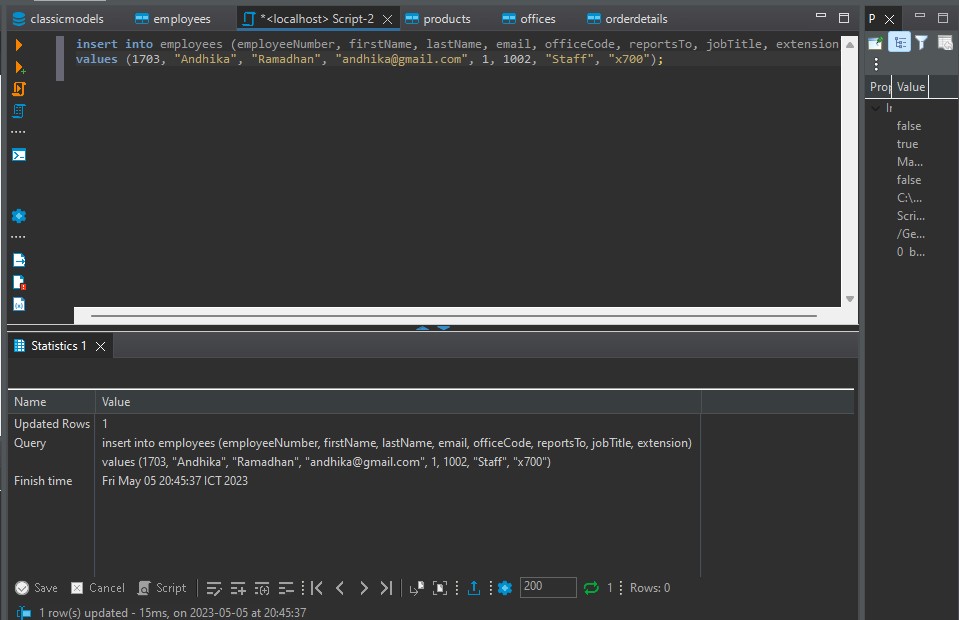 classicmodels employees *<localhost> Script-2 products offices orderdetails P
insert into employees (employeeNumber, firstName, lastName, email, officeCode, reportsTo, jobTitle, extension
values (1703, "Andhika", "Ramadhan", "andhika@gmail.com", 1, 1002, "Staff", "x700");
Prop Value
Ir
false
true
Ma...
false
C:\...
Scri...
/Ge...
0 b...
Statistics 1
Name Value
Updated Rows 1
Query insert into employees (employeeNumber, firstName, lastName, email, officeCode, reportsTo, jobTitle, extension)
values (1703, "Andhika", "Ramadhan", "andhika@gmail.com", 1, 1002, "Staff", "x700")
Finish time Fri May 05 20:45:37 ICT 2023
Save Cancel Script 200 1 Rows: 0
1 row(s) updated - 15ms, on 2023-05-05 at 20:45:37